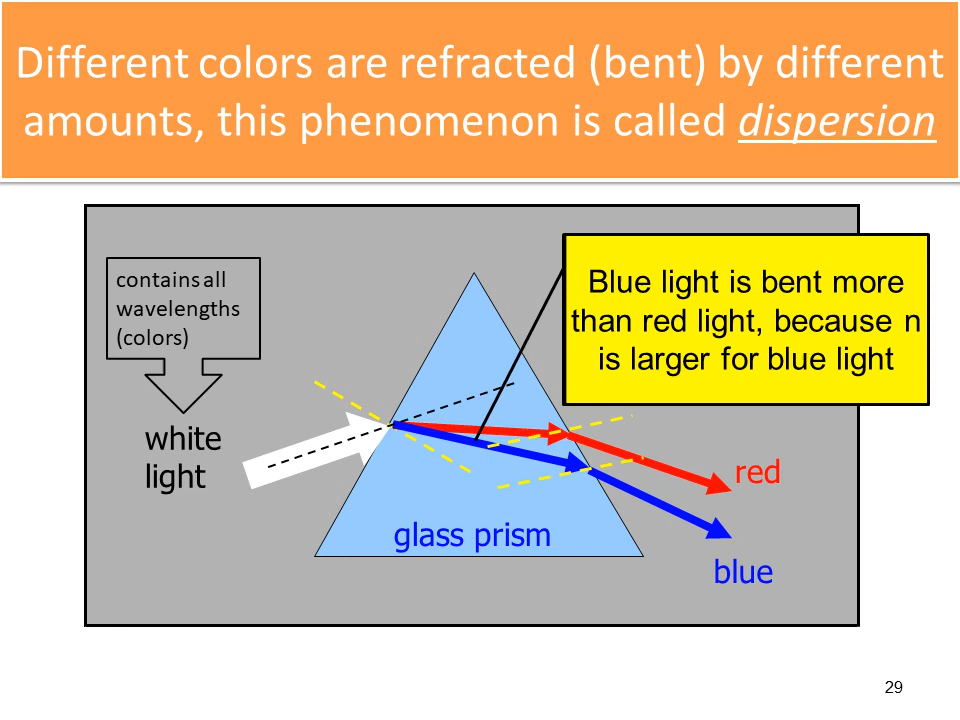 Different colors are refracted (bent) by different
amounts, this phenomenon is called dispersion
contains all
wavelengths
(colors)
Blue light is bent more
than red light, because n
is larger for blue light
white
light
red
glass prism
blue
29